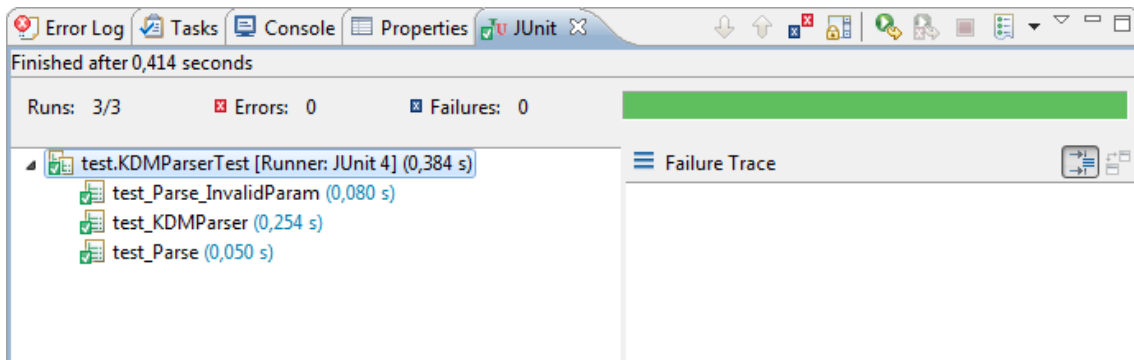 Error Log Tasks Console Properties JUnit
Finished after 0,414 seconds
Runs: 3/3 Errors: 0 Failures: 0
test.KDMParserTest [Runner: JUnit 4] (0,384 s)
test_Parse_InvalidParam (0,080 s)
test_KDMParser (0,254 s)
test_Parse (0,050 s)
Failure Trace